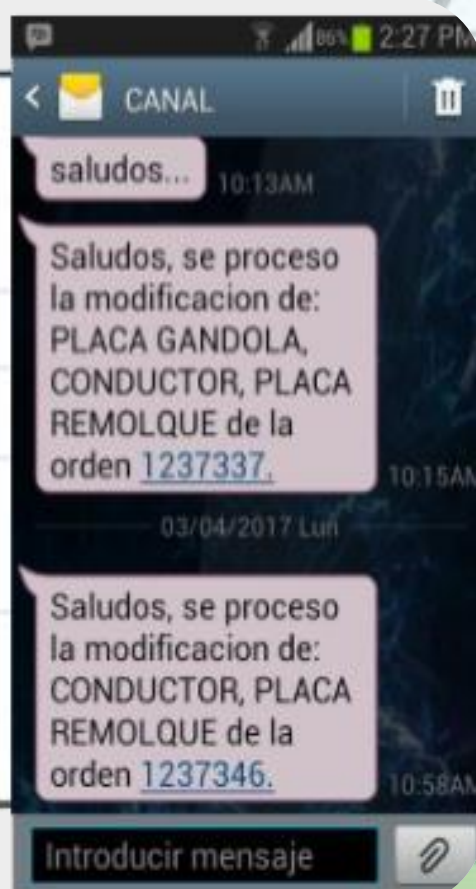 86% 2:27 PM
CANAL
saludos...
10:13AM
Saludos, se proceso
la modificacion de:
PLACA GANDOLA,
CONDUCTOR, PLACA
REMOLQUE de la
orden 1237337.
10:15AM
03/04/2017 Lun
Saludos, se proceso
la modificacion de:
CONDUCTOR, PLACA
REMOLQUE de la
orden 1237346.
10:58AM
Introducir mensaje